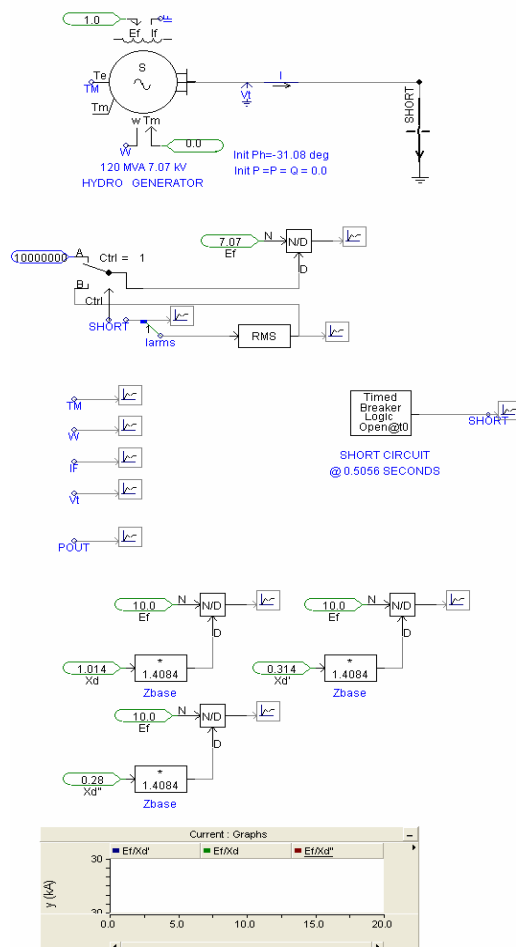 1.0
Ef If IF
S
Te
TM
Tm
w Tm
W
0.0
I
Vt
SHORT
120 MVA 7.07 kV
HYDRO GENERATOR
Init Ph=-31.08 deg
Init P =P = Q = 0.0
10000000
A
Ctrl = 1
B
Ctrl
SHORT
1
Iarms
RMS
7.07
Ef
N
N/D
D
TM
W
IF
Vt
POUT
Timed
Breaker
Logic
Open@t0
SHORT
SHORT CIRCUIT
@ 0.5056 SECONDS
10.0
Ef
N
N/D
D
1.014
Xd
*
1.4084
Zbase
10.0
Ef
N
N/D
D
0.314
Xd'
*
1.4084
Zbase
10.0
Ef
N
N/D
D
0.28
Xd"
*
1.4084
Zbase
Current : Graphs
Ef/Xd' Ef/Xd Ef/Xd"
30
y (kA)
30
0.0 5.0 10.0 15.0 20.0